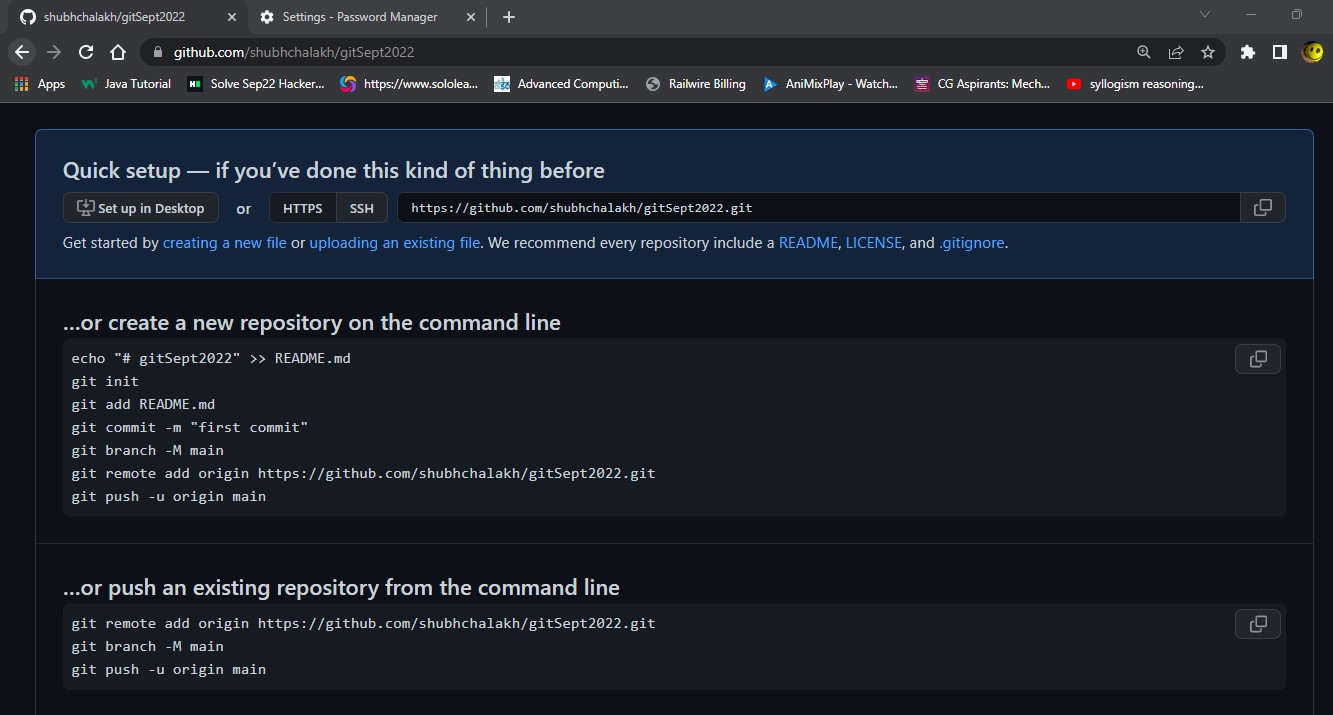 shubhchalakh/gitSept2022
Settings - Password Manager
github.com/shubhchalakh/gitSept2022
Apps
Java Tutorial
Solve Sep22 Hacker...
https://www.sololea...
Advanced Computi...
Railwire Billing
AniMixPlay - Watch...
CG Aspirants: Mech...
syllogism reasoning...
Quick setup — if you’ve done this kind of thing before
Set up in Desktop or HTTPS SSH https://github.com/shubhchalakh/gitSept2022.git
Get started by creating a new file or uploading an existing file. We recommend every repository include a README, LICENSE, and .gitignore.
…or create a new repository on the command line
echo "# gitSept2022" >> README.md
git init
git add README.md
git commit -m "first commit"
git branch -M main
git remote add origin https://github.com/shubhchalakh/gitSept2022.git
git push -u origin main
…or push an existing repository from the command line
git remote add origin https://github.com/shubhchalakh/gitSept2022.git
git branch -M main
git push -u origin main